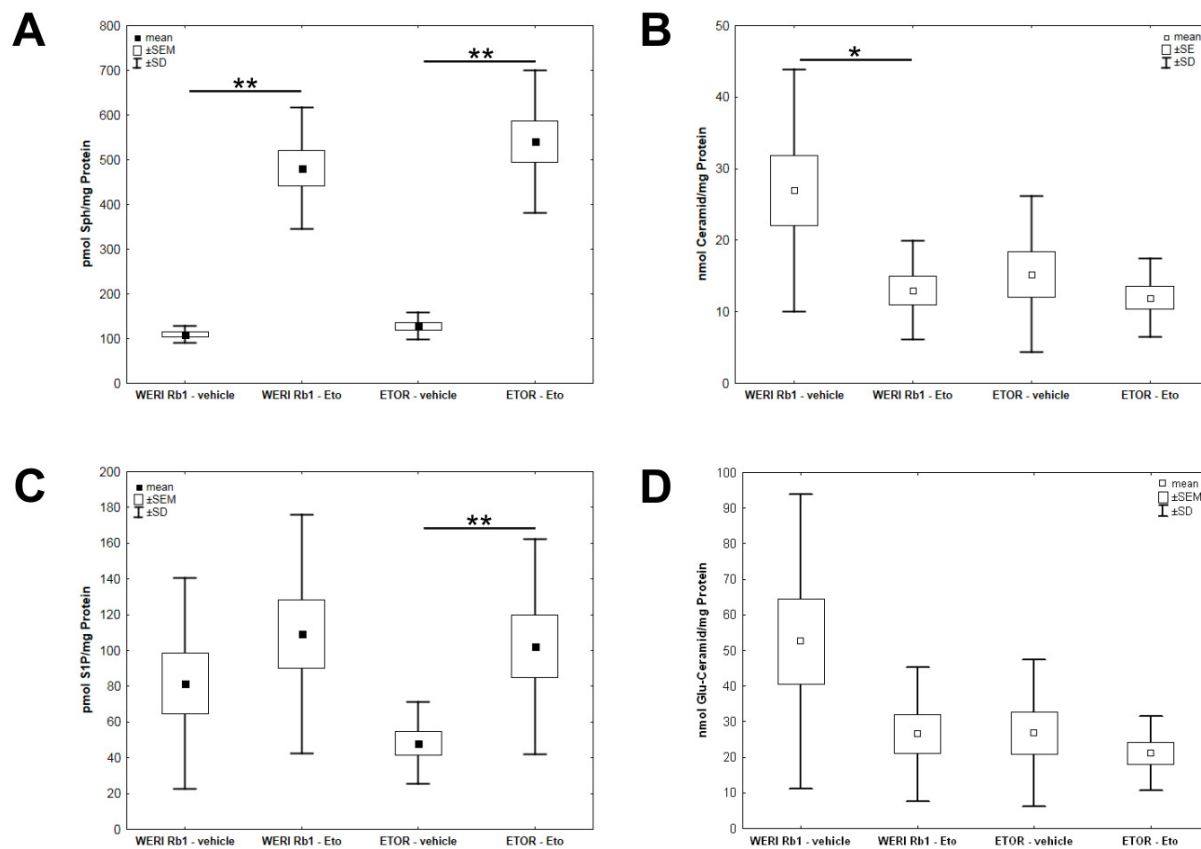 A
pmol Sph/mg Protein
800
700
600
500
400
300
200
100
0
mean
±SEM
±SD
**
**
WERI Rb1 - vehicle
WERI Rb1 - Eto
ETOR - vehicle
ETOR - Eto
B
nmol Ceramid/mg Protein
50
40
30
20
10
0
mean
±SE
±SD
*
WERI Rb1 - vehicle
WERI Rb1 - Eto
ETOR - vehicle
ETOR - Eto
C
pmol S1P/mg Protein
200
180
160
140
120
100
80
60
40
20
0
mean
±SEM
±SD
**
WERI Rb1 - vehicle
WERI Rb1 - Eto
ETOR - vehicle
ETOR - Eto
D
nmol Glu-Ceramid/mg Protein
100
90
80
70
60
50
40
30
20
10
0
mean
±SEM
±SD
WERI Rb1 - vehicle
WERI Rb1 - Eto
ETOR - vehicle
ETOR - Eto